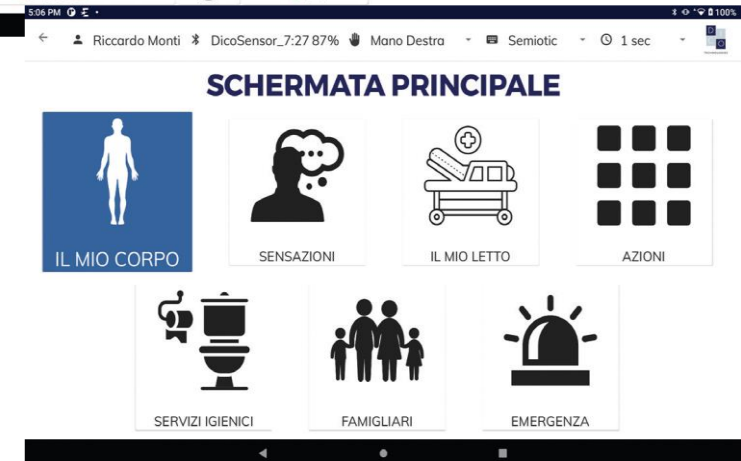 5:06 PM
100%
Riccardo Monti DicoSensor_7:27 87% Mano Destra Semiotic 1 sec
SCHERMATA PRINCIPALE
IL MIO CORPO
SENSAZIONI
IL MIO LETTO
AZIONI
SERVIZI IGIENICI
FAMIGLIARI
EMERGENZA